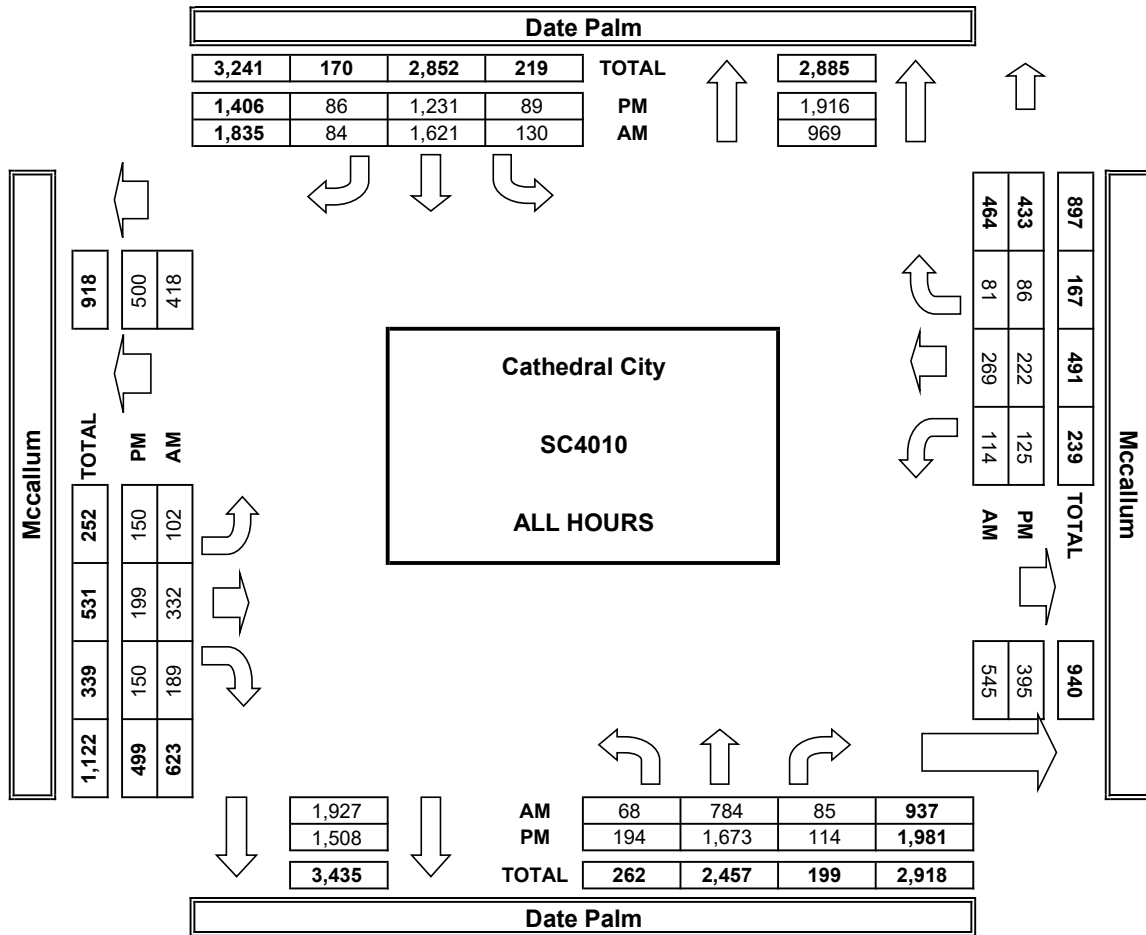 Date Palm
3,241 170 2,852 219 TOTAL 2,885
1,406 86 1,231 89 PM 1,916
1,835 84 1,621 130 AM 969
Mccallum
918 500 418
TOTAL PM AM
252 150 102
531 199 332
339 150 189
1,122 499 623
Cathedral City
SC4010
ALL HOURS
464 433 897
81 86 167
269 222 491
114 125 239
AM PM TOTAL
545 395 940
Mccallum
1,927 AM 68 784 85 937
1,508 PM 194 1,673 114 1,981
3,435 TOTAL 262 2,457 199 2,918
Date Palm